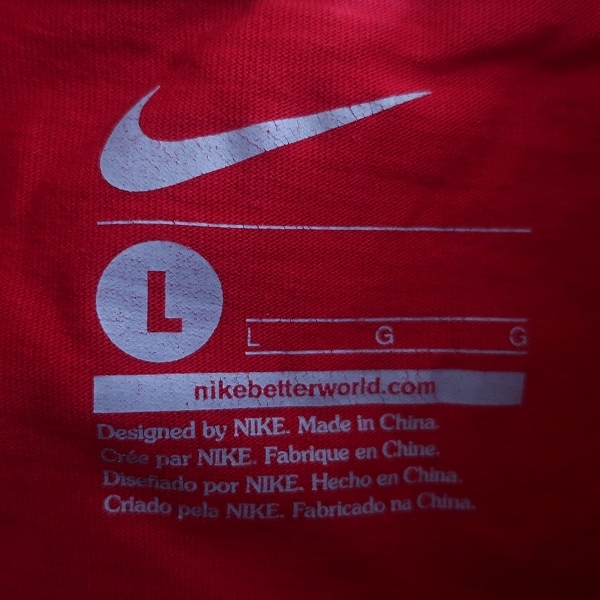 L
L G G
nikebetterworld.com
Designed by NIKE. Made in China.
Crée par NIKE. Fabrique en Chine.
Diseñado por NIKE. Hecho en China.
Criado pela NIKE. Fabricado na China.